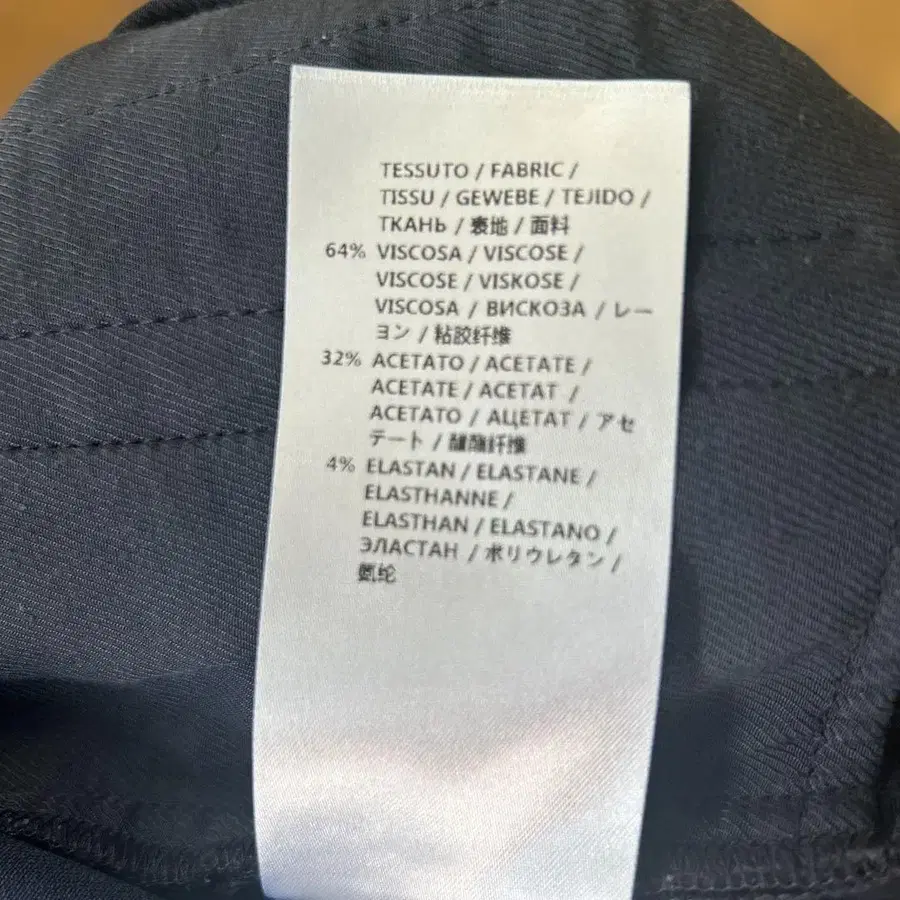 TESSUTO / FABRIC /
TISSU / GEWEBE / TEJIDO /
ТКАНЬ / 表地 / 面料
64% VISCOSA / VISCOSE /
VISCOSE / VISKOSE /
VISCOSA / ВИСКОЗА / レー
ヨン / 粘胶纤维
32% ACETATO / ACETATE /
ACETATE / ACETAT /
ACETATO / АЦЕТАТ / アセ
テート / 醋酯纤维
4% ELASTAN / ELASTANE /
ELASTHANNE /
ELASTHAN / ELASTANO /
ЭЛАСТАН / ポリウレタン /
氨纶